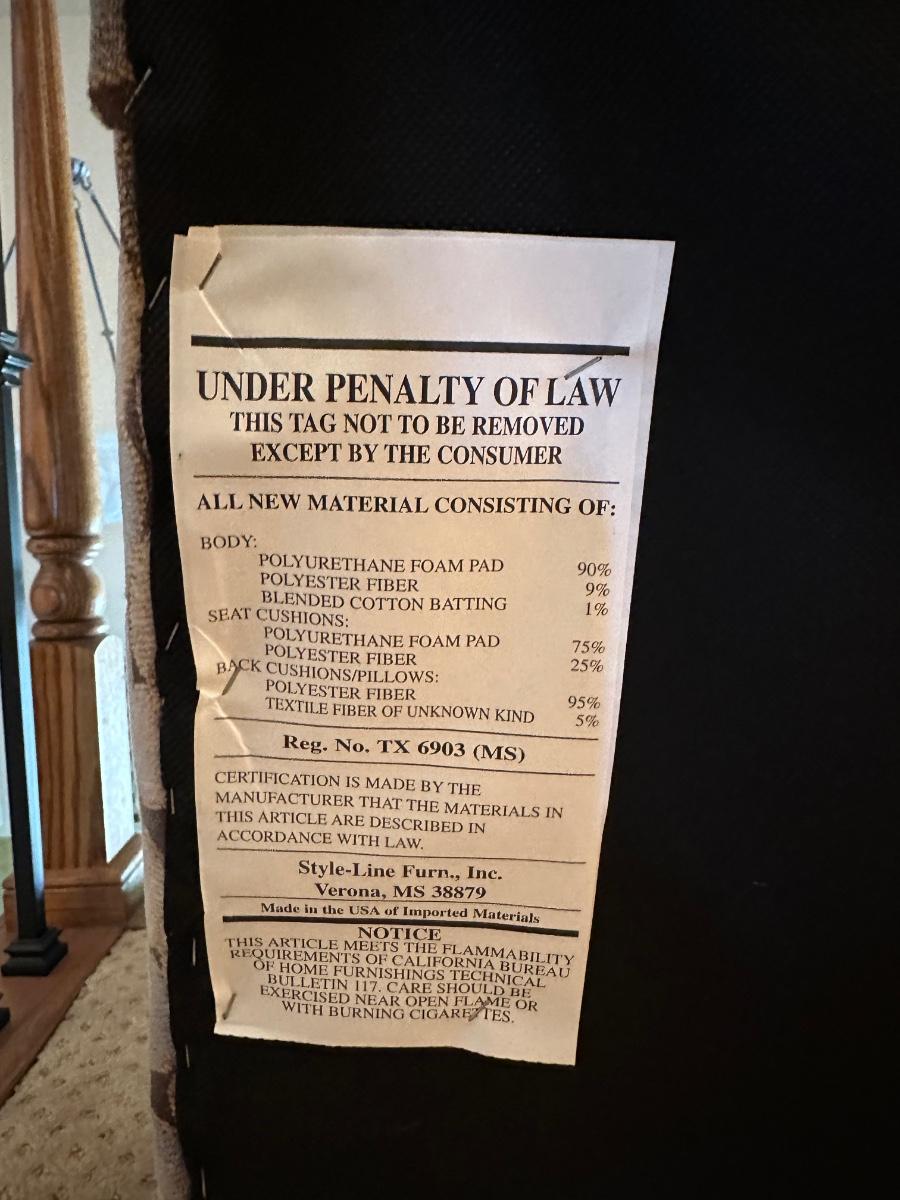 UNDER PENALTY OF LAW
THIS TAG NOT TO BE REMOVED
EXCEPT BY THE CONSUMER
ALL NEW MATERIAL CONSISTING OF:
BODY:
POLYURETHANE FOAM PAD 90%
POLYESTER FIBER 9%
BLENDED COTTON BATTING 1%
SEAT CUSHIONS:
POLYURETHANE FOAM PAD 75%
POLYESTER FIBER 25%
BACK CUSHIONS/PILLOWS:
POLYESTER FIBER 95%
TEXTILE FIBER OF UNKNOWN KIND 5%
Reg. No. TX 6903 (MS)
CERTIFICATION IS MADE BY THE
MANUFACTURER THAT THE MATERIALS IN
THIS ARTICLE ARE DESCRIBED IN
ACCORDANCE WITH LAW.
Style-Line Furn., Inc.
Verona, MS 38879
Made in the USA of Imported Materials
NOTICE
THIS ARTICLE MEETS THE FLAMMABILITY
REQUIREMENTS OF CALIFORNIA BUREAU
OF HOME FURNISHINGS TECHNICAL
BULLETIN 117. CARE SHOULD BE
EXERCISED NEAR OPEN FLAME OR
WITH BURNING CIGARETTES.